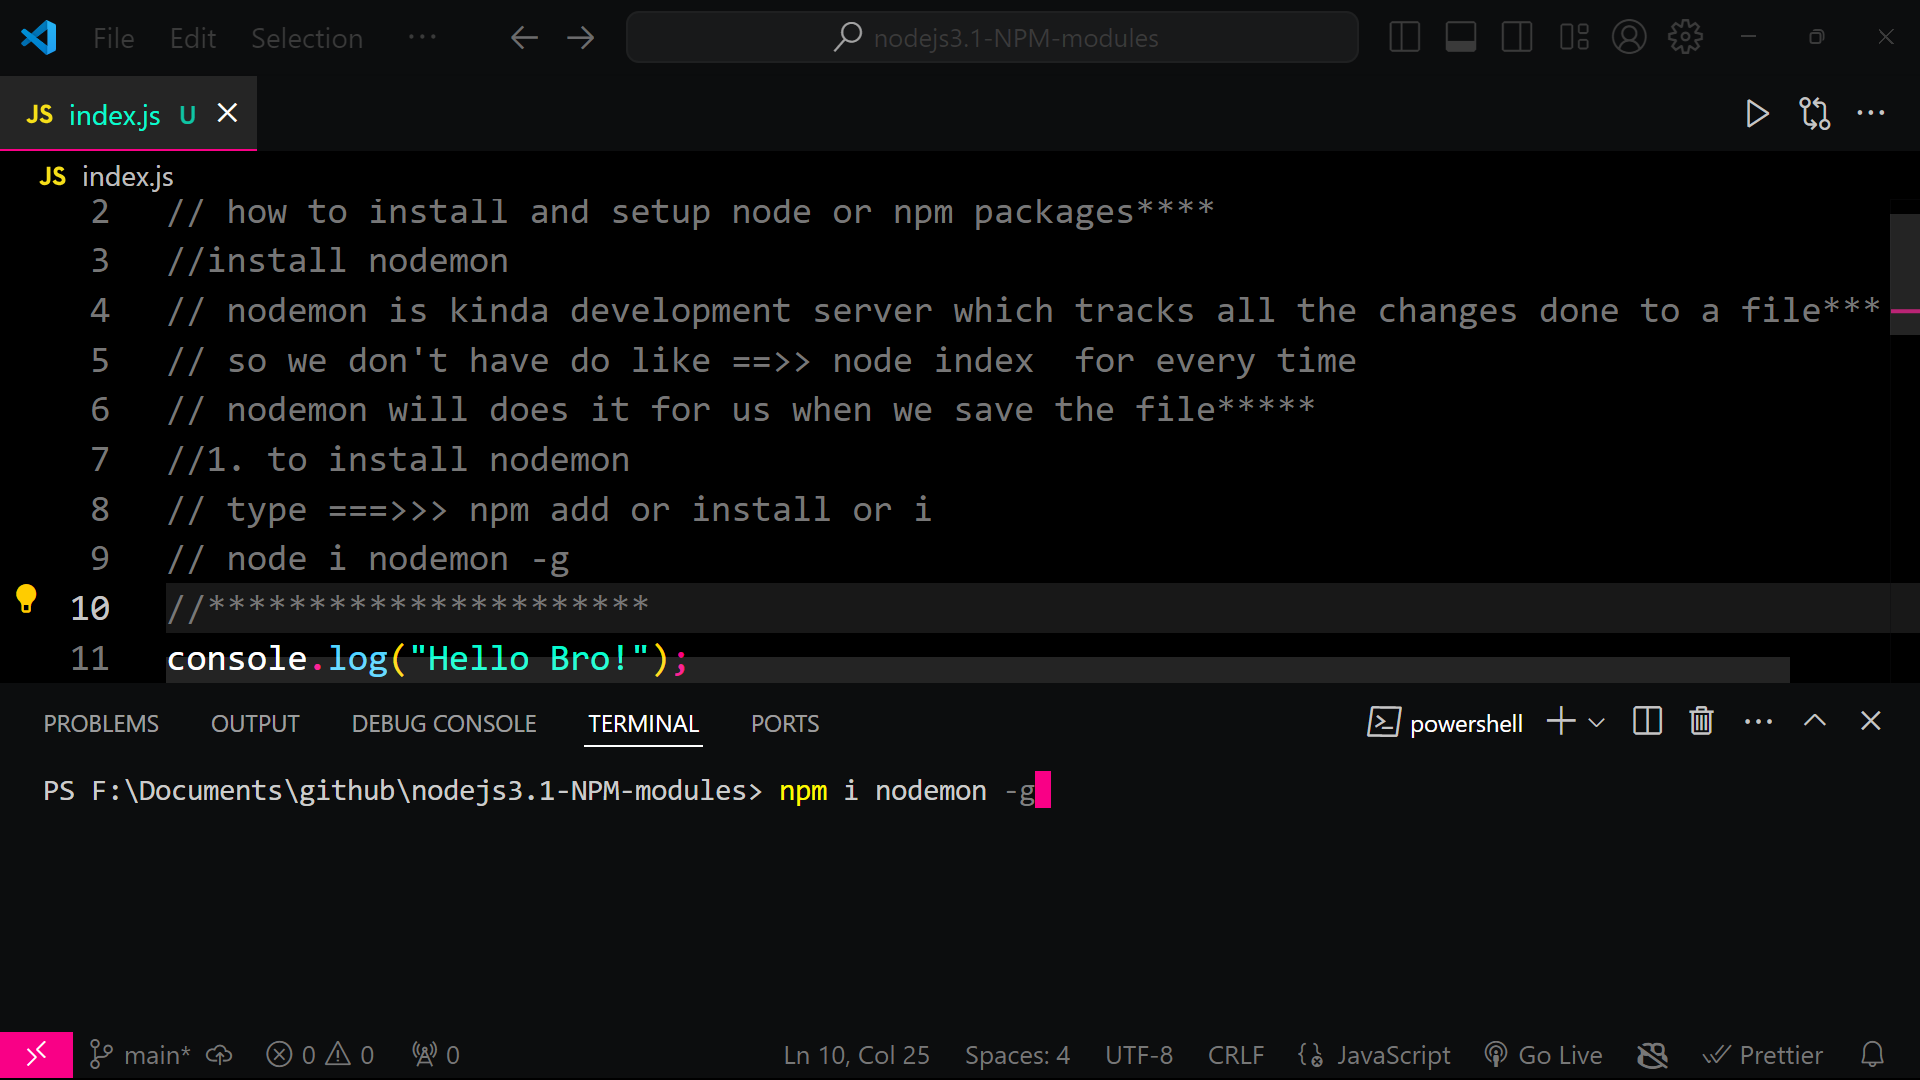 File Edit Selection ··· nodejs3.1-NPM-modules
JS index.js U
JS index.js
2 // how to install and setup node or npm packages****
3 //install nodemon
4 // nodemon is kinda development server which tracks all the changes done to a file***
5 // so we don't have do like ==>> node index  for every time
6 // nodemon will does it for us when we save the file*****
7 //1. to install nodemon
8 // type ===>>> npm add or install or i
9 // node i nodemon -g
10 //**********************
11 console.log("Hello Bro!");
PROBLEMS OUTPUT DEBUG CONSOLE TERMINAL PORTS powershell
PS F:\Documents\github\nodejs3.1-NPM-modules> npm i nodemon -g
main* 0 0 0 Ln 10, Col 25 Spaces: 4 UTF-8 CRLF JavaScript Go Live Prettier